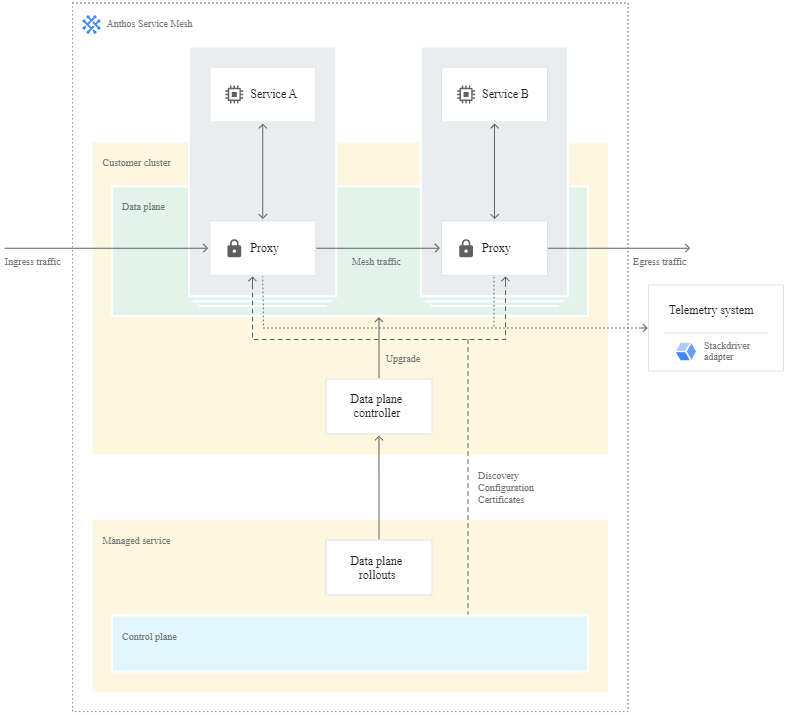 Anthos Service Mesh
Service A
Service B
Customer cluster
Data plane
Proxy
Proxy
Ingress traffic
Mesh traffic
Egress traffic
Telemetry system
Stackdriver
adapter
Upgrade
Data plane
controller
Discovery
Configuration
Certificates
Managed service
Data plane
rollouts
Control plane